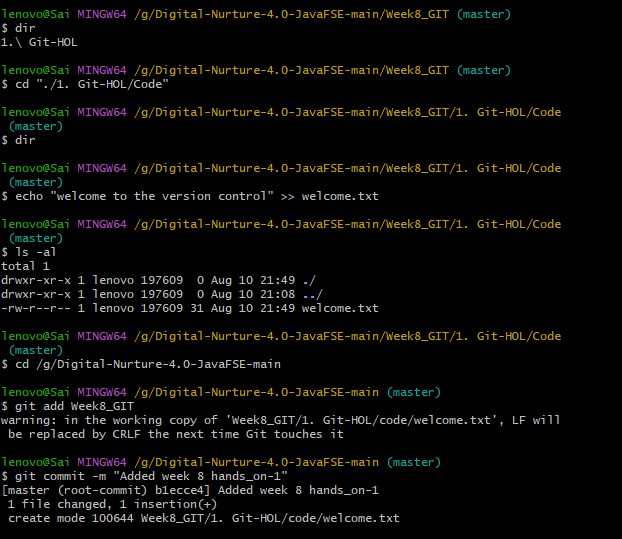 lenovo@Sai MINGW64 /g/Digital-Nurture-4.0-JavaFSE-main/Week8_GIT (master)
$ dir
1.\ Git-HOL
lenovo@Sai MINGW64 /g/Digital-Nurture-4.0-JavaFSE-main/Week8_GIT (master)
$ cd "./1. Git-HOL/Code"
lenovo@Sai MINGW64 /g/Digital-Nurture-4.0-JavaFSE-main/Week8_GIT/1. Git-HOL/Code
(master)
$ dir
lenovo@Sai MINGW64 /g/Digital-Nurture-4.0-JavaFSE-main/Week8_GIT/1. Git-HOL/Code
(master)
$ echo "welcome to the version control" >> welcome.txt
lenovo@Sai MINGW64 /g/Digital-Nurture-4.0-JavaFSE-main/Week8_GIT/1. Git-HOL/Code
(master)
$ ls -al
total 1
drwxr-xr-x 1 lenovo 197609  0 Aug 10 21:49 ./
drwxr-xr-x 1 lenovo 197609  0 Aug 10 21:08 ../
-rw-r--r-- 1 lenovo 197609 31 Aug 10 21:49 welcome.txt
lenovo@Sai MINGW64 /g/Digital-Nurture-4.0-JavaFSE-main/Week8_GIT/1. Git-HOL/Code
(master)
$ cd /g/Digital-Nurture-4.0-JavaFSE-main
lenovo@Sai MINGW64 /g/Digital-Nurture-4.0-JavaFSE-main (master)
$ git add Week8_GIT
warning: in the working copy of 'Week8_GIT/1. Git-HOL/code/welcome.txt', LF will
be replaced by CRLF the next time Git touches it
lenovo@Sai MINGW64 /g/Digital-Nurture-4.0-JavaFSE-main (master)
$ git commit -m "Added week 8 hands_on-1"
[master (root-commit) b1ecce4] Added week 8 hands_on-1
1 file changed, 1 insertion(+)
create mode 100644 Week8_GIT/1. Git-HOL/code/welcome.txt